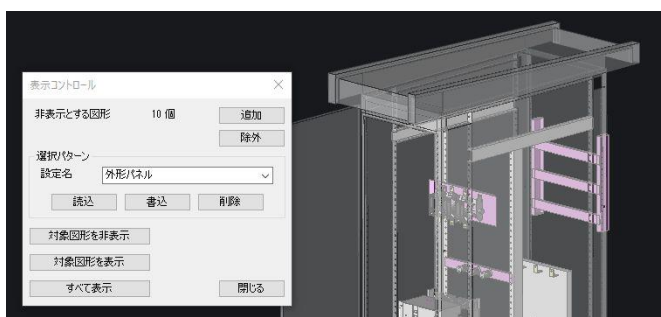 表示コントロール
非表示とする図形 10 個 追加
除外
選択パターン
設定名 外形パネル
読込 書込 削除
対象図形を非表示
対象図形を表示
すべて表示 閉じる